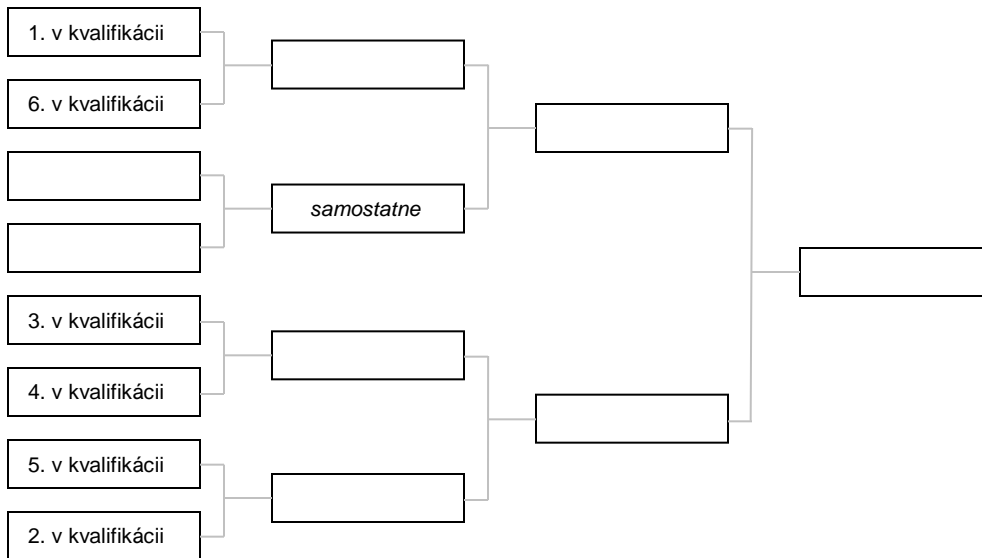 1. v kvalifikácii
6. v kvalifikácii
samostatne
3. v kvalifikácii
4. v kvalifikácii
5. v kvalifikácii
2. v kvalifikácii